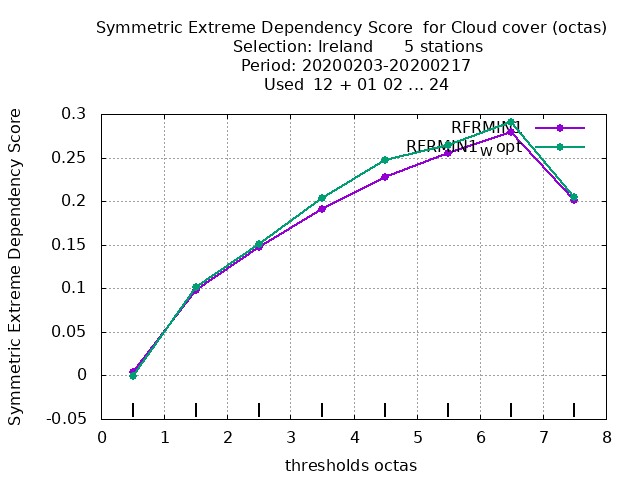 Symmetric Extreme Dependency Score for Cloud cover (octas)
Selection: Ireland 5 stations
Period: 20200203-20200217
Used 12 + 01 02 ... 24
Symmetric Extreme Dependency Score
0.3
0.25
0.2
0.15
0.1
0.05
0
-0.05
RFRMIN1
RFRMIN1w opt
0 1 2 3 4 5 6 7 8
thresholds octas